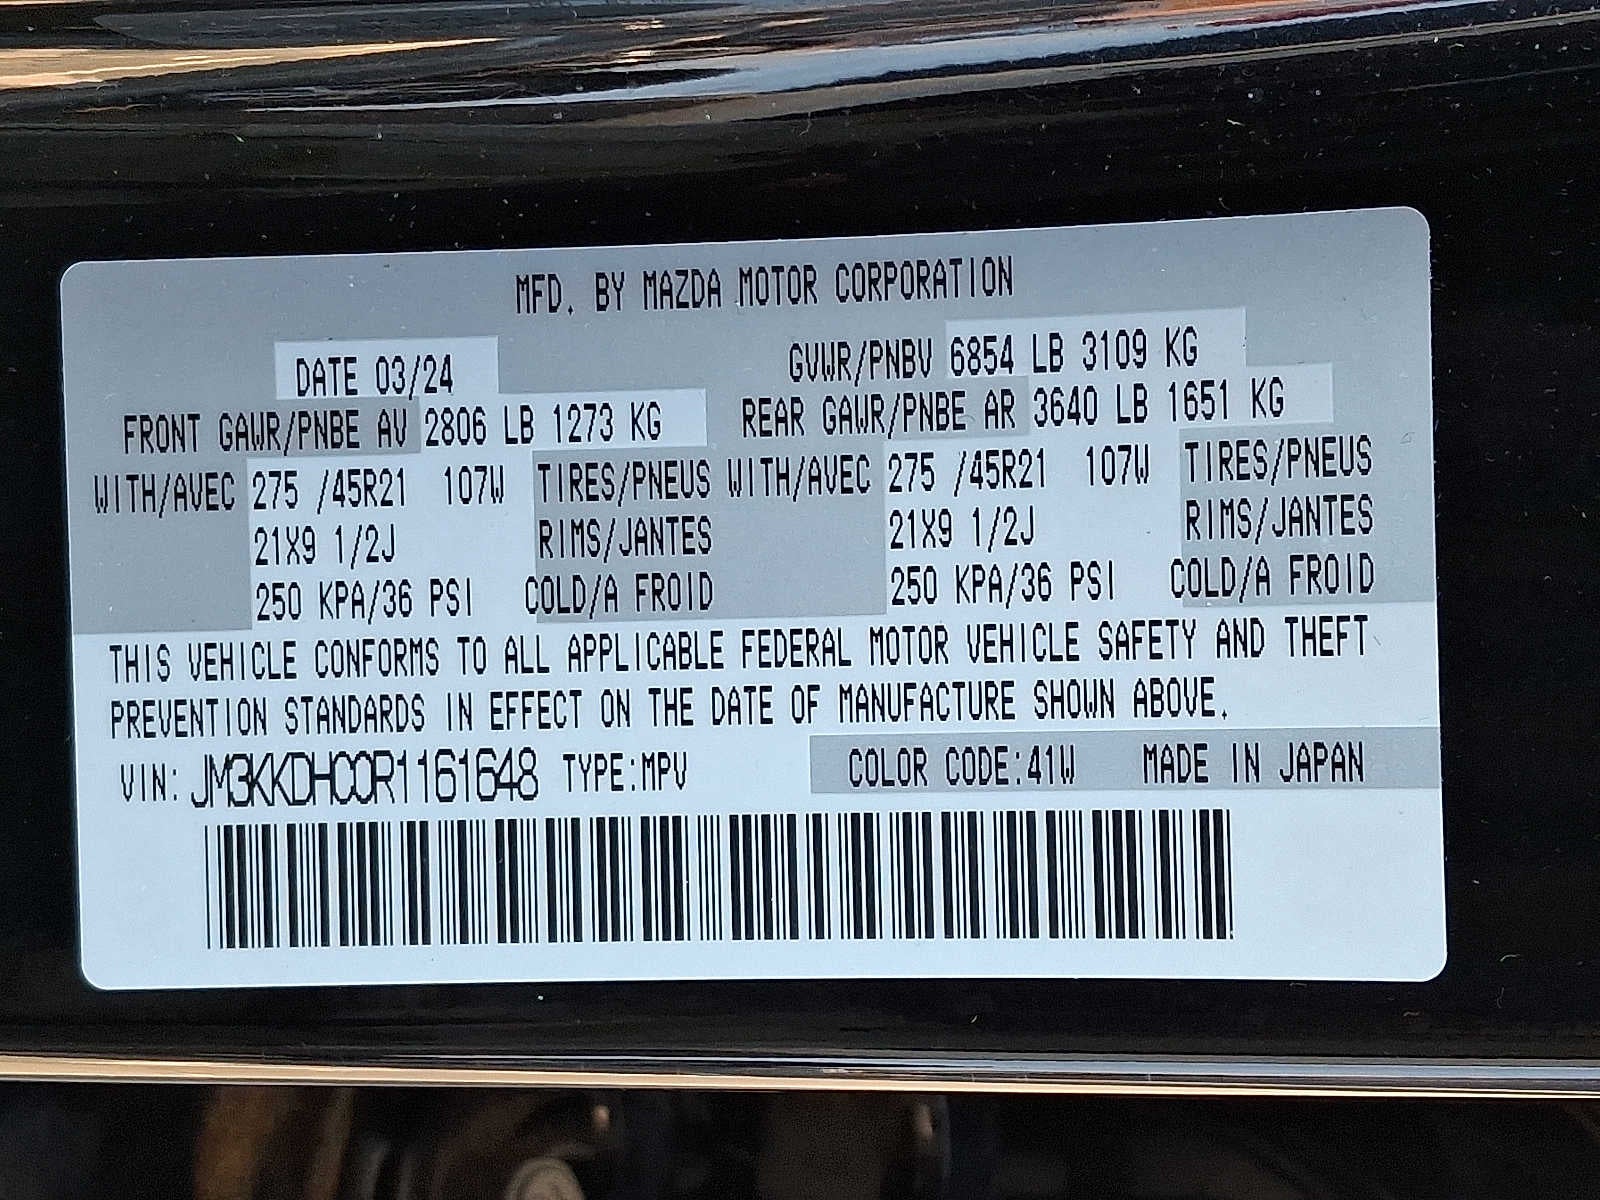 MFD. BY MAZDA MOTOR CORPORATION
DATE 03/24 GVWR/PNBV 6854 LB 3109 KG
FRONT GAWR/PNBE AV 2806 LB 1273 KG REAR GAWR/PNBE AR 3640 LB 1651 KG
WITH/AVEC 275 /45R21 107W TIRES/PNEUS WITH/AVEC 275 /45R21 107W TIRES/PNEUS
21X9 1/2J RIMS/JANTES 21X9 1/2J RIMS/JANTES
250 KPA/36 PSI COLD/A FROID 250 KPA/36 PSI COLD/A FROID
THIS VEHICLE CONFORMS TO ALL APPLICABLE FEDERAL MOTOR VEHICLE SAFETY AND THEFT
PREVENTION STANDARDS IN EFFECT ON THE DATE OF MANUFACTURE SHOWN ABOVE.
VIN: JM3KKDHC0R1161648 TYPE:MPV COLOR CODE:41W MADE IN JAPAN